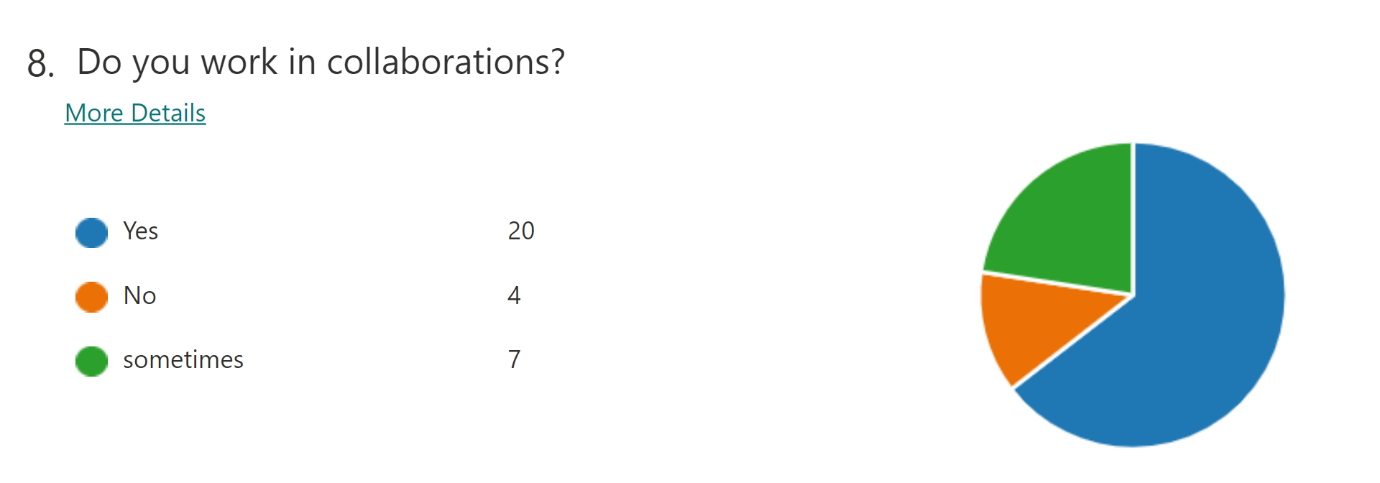 8. Do you work in collaborations?
More Details
Yes 20
No 4
sometimes 7